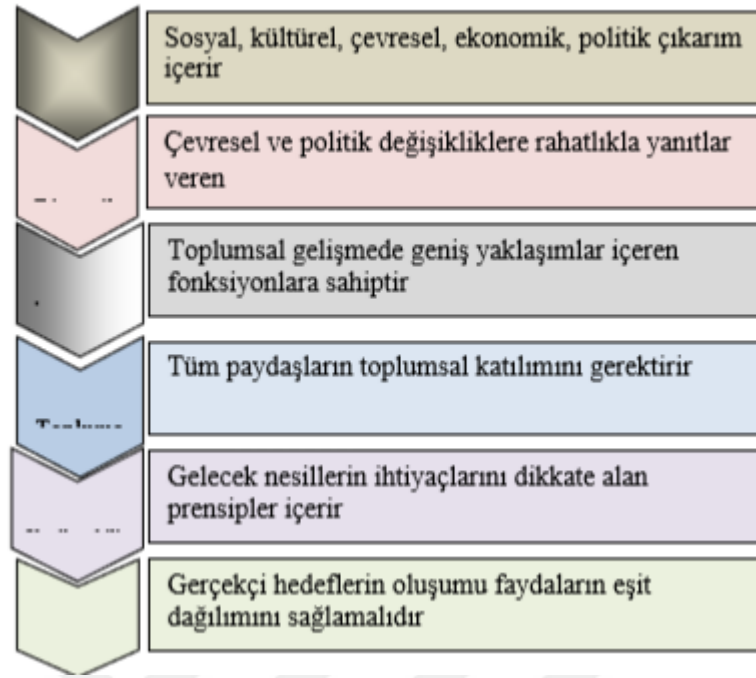 Sosyal, kültürel, çevresel, ekonomik, politik çıkarım
içerir
Çevresel ve politik değişikliklere rahatlıkla yanıtlar
veren
Toplumsal gelişmede geniş yaklaşımlar içeren
fonksiyonlara sahiptir
Tüm paydaşların toplumsal katılımını gerektirir
Gelecek nesillerin ihtiyaçlarını dikkate alan
prensipler içerir
Gerçekçi hedeflerin oluşumu faydaların eşit
dağılımını sağlamalıdır